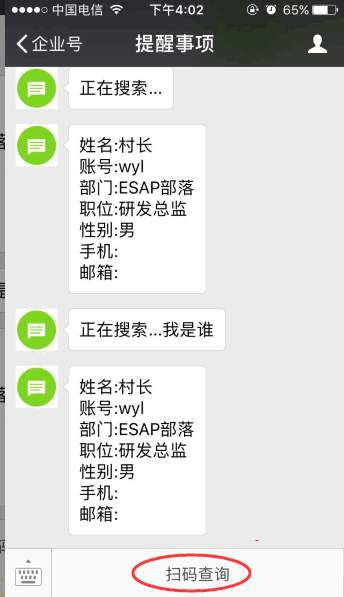 中国电信 下午4:02 65%
企业号 提醒事项
正在搜索...
姓名:村长
账号:wyl
部门:ESAP部落
职位:研发总监
性别:男
手机:
邮箱:
正在搜索...我是谁
姓名:村长
账号:wyl
部门:ESAP部落
职位:研发总监
性别:男
手机:
邮箱:
扫码查询